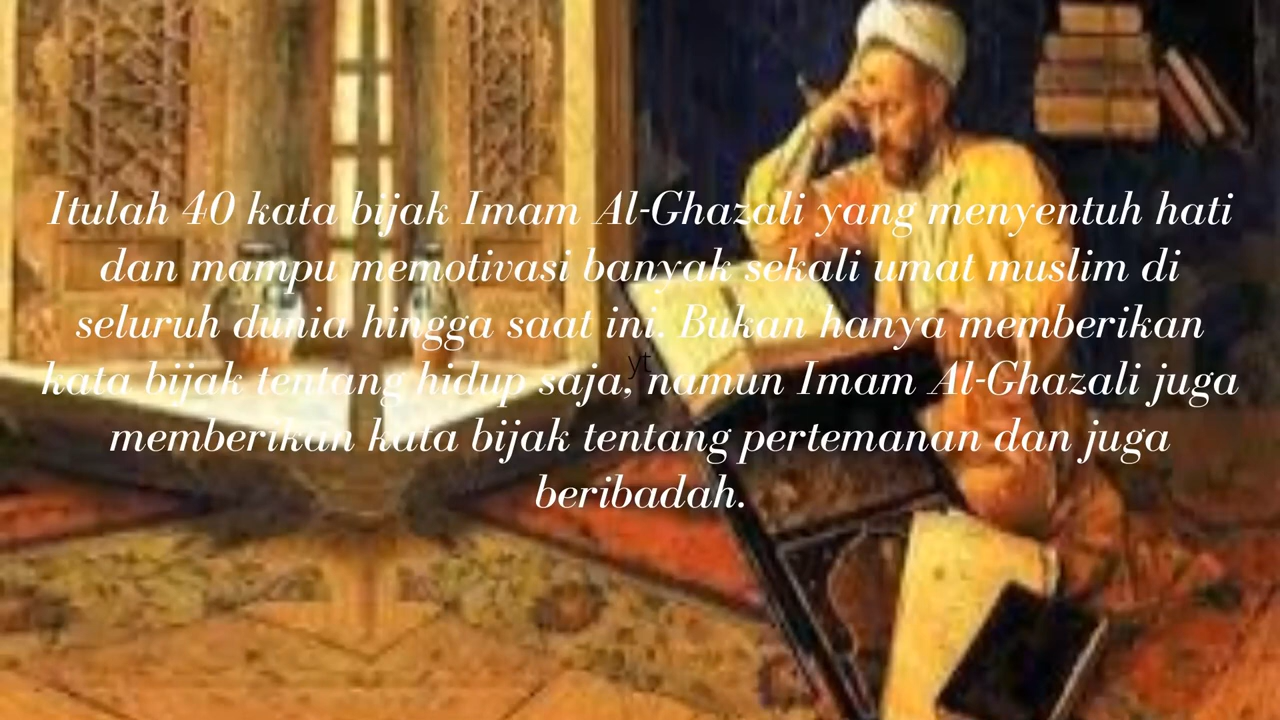 Itulah 40 kata bijak Imam Al-Ghazali yang menyentuh hati
dan mampu memotivasi banyak sekali umat muslim di
seluruh dunia hingga saat ini. Bukan hanya memberikan
yt
kata bijak tentang hidup saja, namun Imam Al-Ghazali juga
memberikan kata bijak tentang pertemanan dan juga
beribadah.